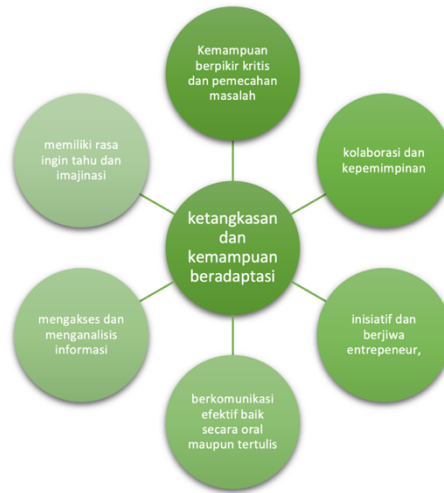 Kemampuan
berpikir kritis
dan pemecahan
masalah
kolaborasi dan
kepemimpinan
inisiatif dan
berjiwa
entrepeneur,
berkomunikasi
efektif baik
secara oral
maupun tertulis
mengakses dan
menganalisis
informasi
memiliki rasa
ingin tahu dan
imajinasi
ketangkasan
dan
kemampuan
beradaptasi